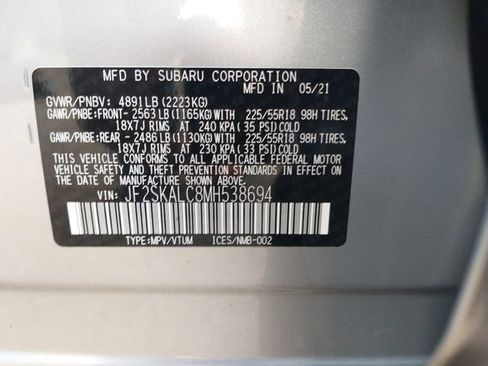 MFD BY SUBARU CORPORATION
MFD IN 05/21
GVWR/PNBV: 4891LB(2223KG)
GAWR/PNBE:FRONT- 2563LB(1165KG)WITH 225/55R18 98H TIRES,
18X7J RIMS AT 240 KPA(35 PSI)COLD
GAWR/PNBE:REAR - 2486LB(1130KG)WITH 225/55R18 98H TIRES,
18X7J RIMS AT 230 KPA(33 PSI)COLD
THIS VEHICLE CONFORMS TO ALL APPLICABLE FEDERAL MOTOR
VEHICLE SAFETY AND THEFT PREVENTION STANDARDS IN EFFECT
ON THE DATE OF MANUFACTURE SHOWN ABOVE.
VIN: JF2SKALC8MH538694
TYPE:MPV/VTUM ICES/NMB-002